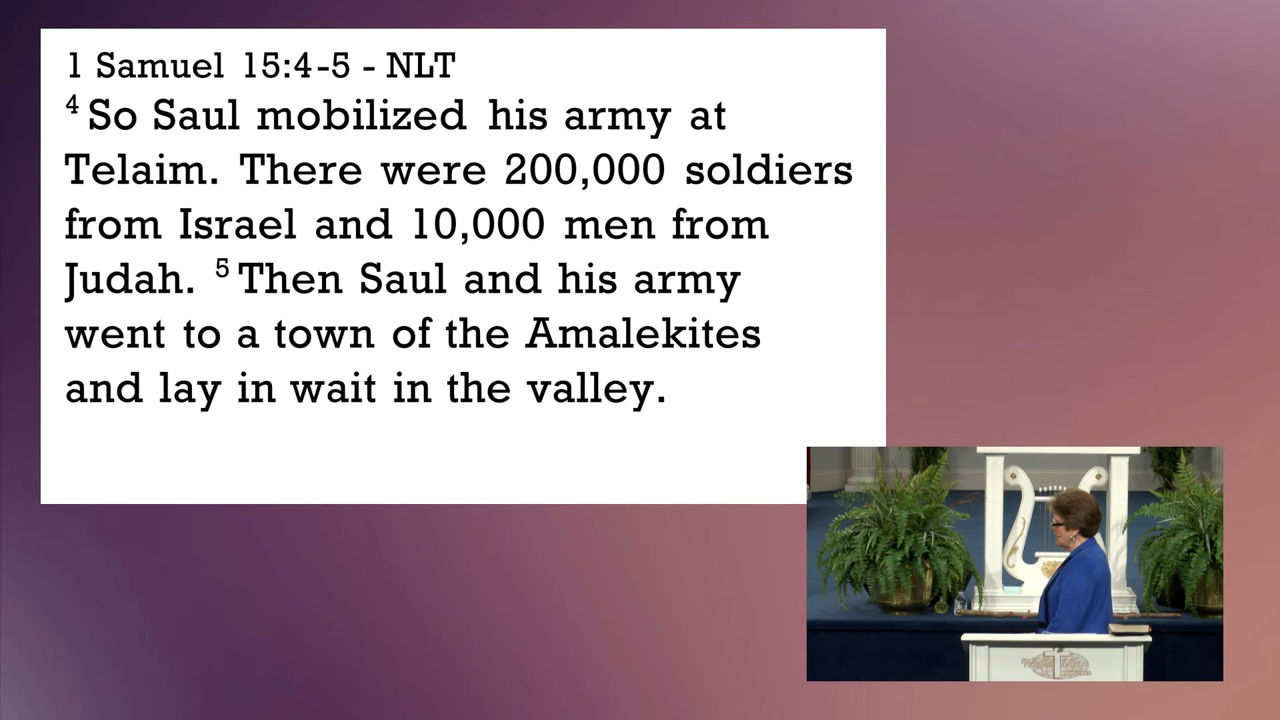 1 Samuel 15:4-5 - NLT
4 So Saul mobilized his army at
Telaim. There were 200,000 soldiers
from Israel and 10,000 men from
Judah. 5 Then Saul and his army
went to a town of the Amalekites
and lay in wait in the valley.